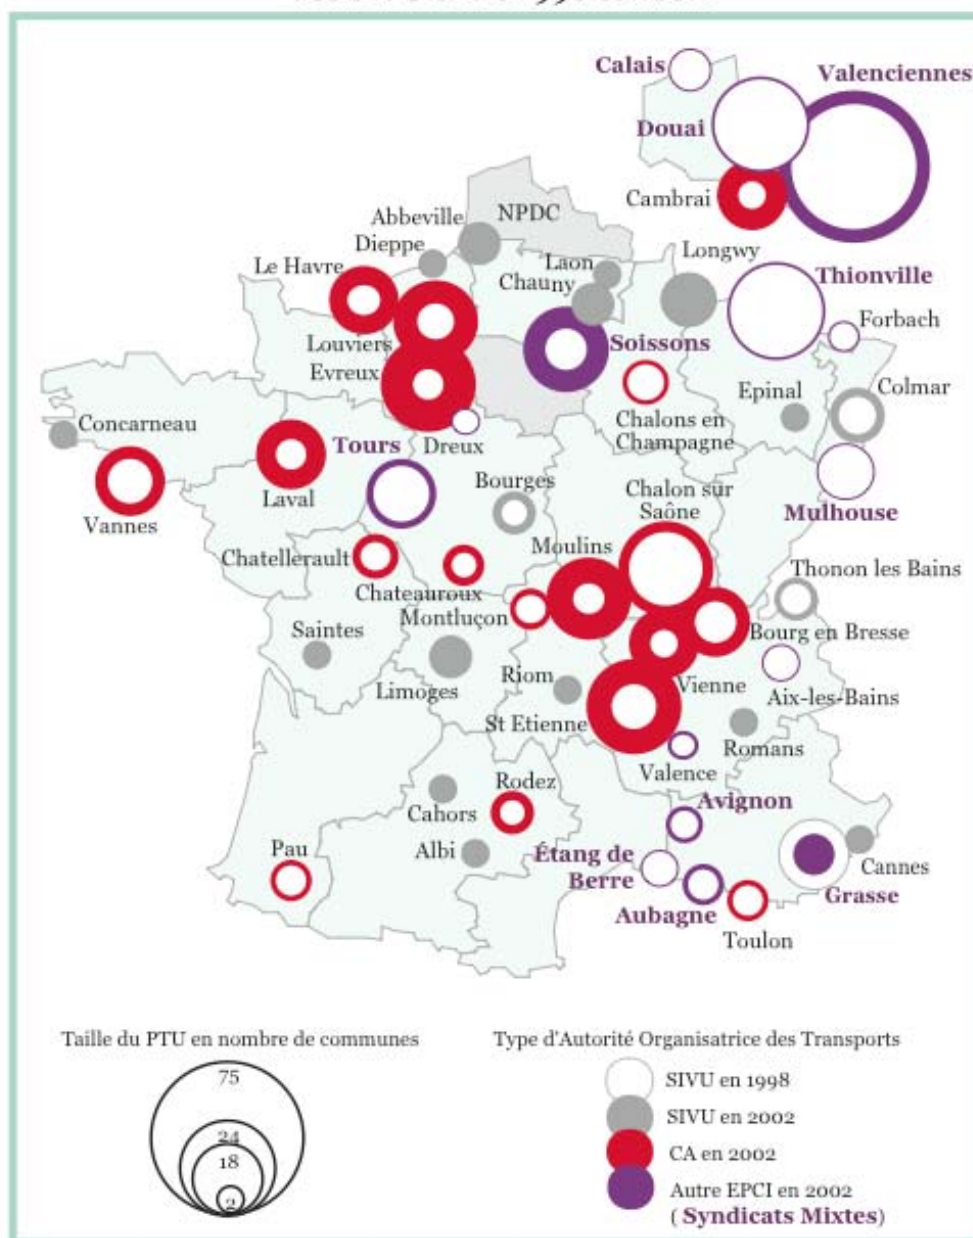 Calais
Valenciennes
Douai
Cambrai
NPDC
Abbeville
Dieppe
Longwy
Laon
Chauny
Le Havre
Thionville
Forbach
Louviers
Soissons
Evreux
Epinal
Colmar
Chalons en
Champagne
Concarneau
Tours
Dreux
Laval
Bourges
Chalon sur
Saône
Vannes
Mulhouse
Moulins
Chatellerault
Thonon les Bains
Chateauroux
Montluçon
Bourg en Bresse
Saintes
Limoges
Riom
Vienne
Aix-les-Bains
St Etienne
Romans
Valence
Rodez
Avignon
Cahors
Pau
Albi
Étang de
Berre
Cannes
Grasse
Aubagne
Toulon
Taille du PTU en nombre de communes
75
24
18
2
Type d'Autorité Organisatrice des Transports
SIVU en 1998
SIVU en 2002
CA en 2002
Autre EPCI en 2002
( Syndicats Mixtes)